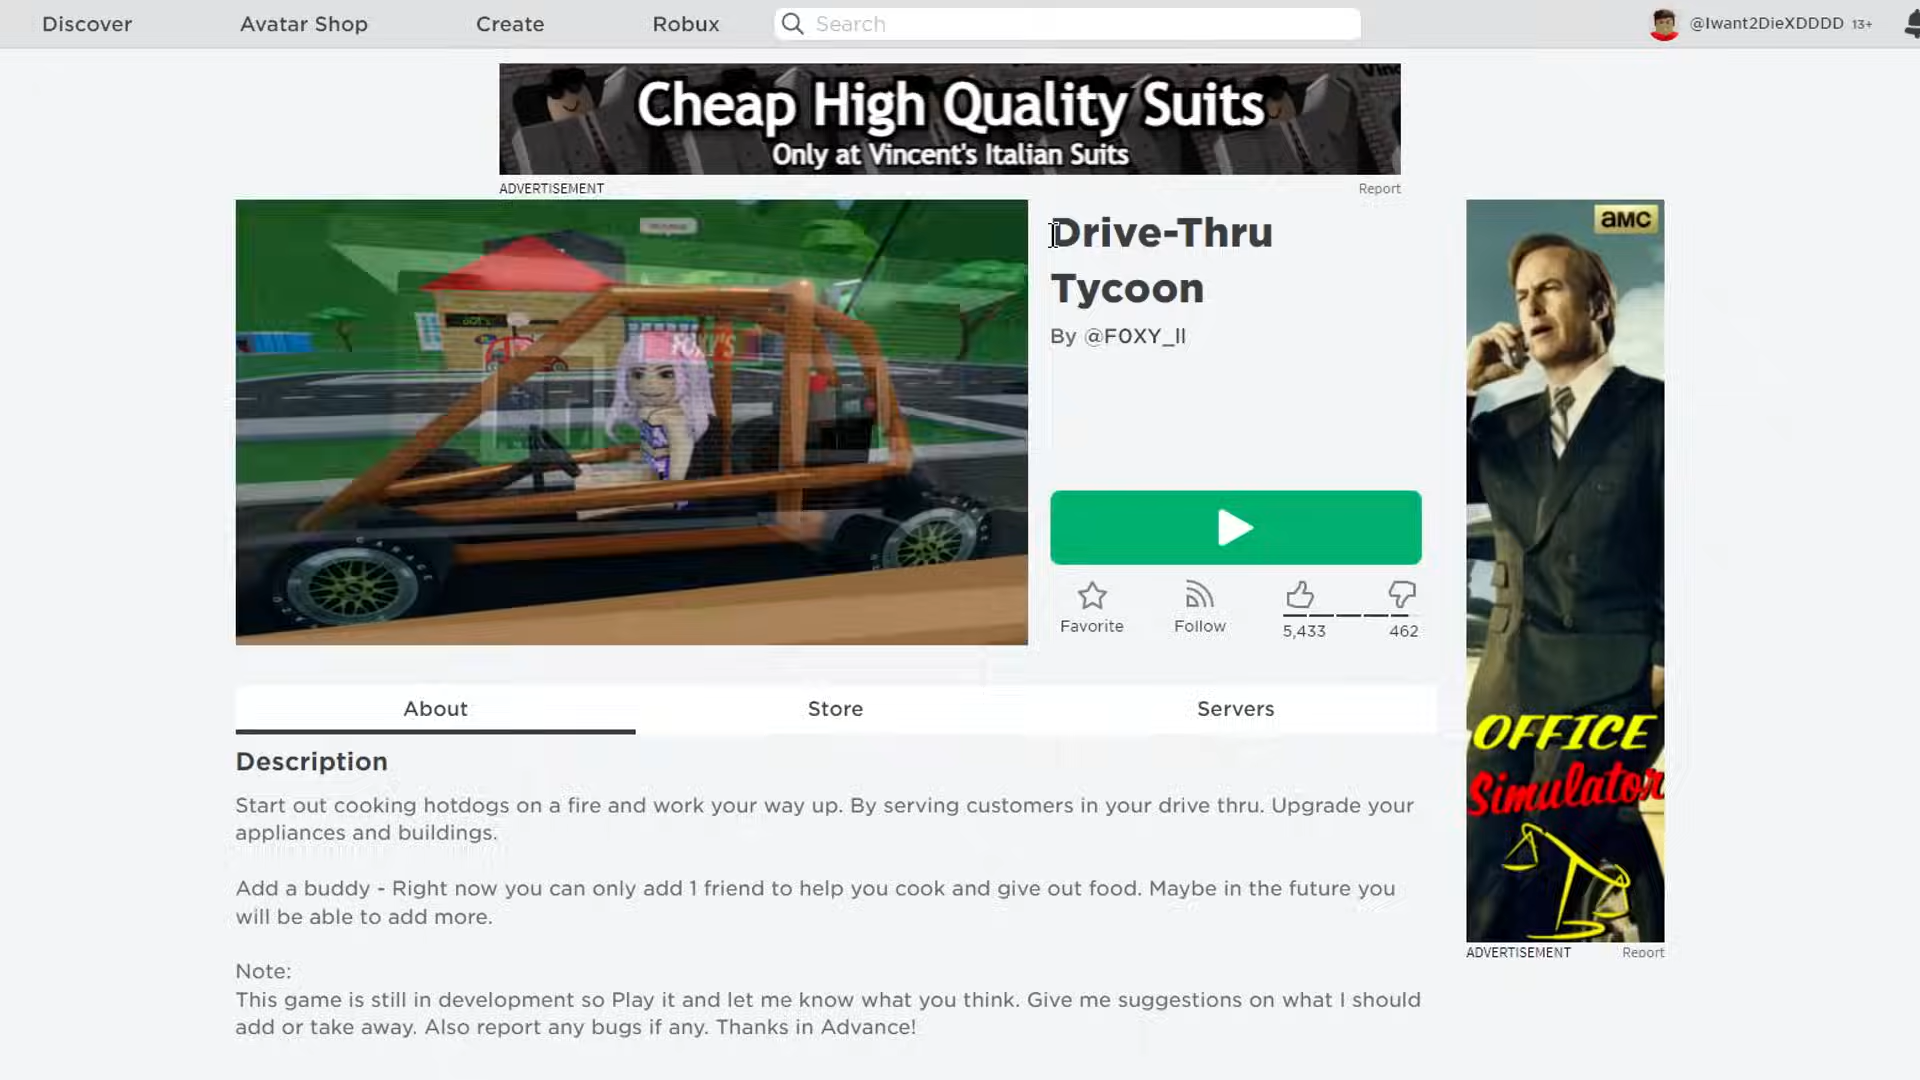 Discover Avatar Shop Create Robux Search @Iwant2DieXDDDD 13+
Cheap High Quality Suits
Only at Vincent's Italian Suits
ADVERTISEMENT Report
Drive-Thru
Tycoon
By @F0XY_ll
Favorite Follow 5,433 462
About Store Servers
Description
Start out cooking hotdogs on a fire and work your way up. By serving customers in your drive thru. Upgrade your
appliances and buildings.
Add a buddy - Right now you can only add 1 friend to help you cook and give out food. Maybe in the future you
will be able to add more.
Note:
This game is still in development so Play it and let me know what you think. Give me suggestions on what I should
add or take away. Also report any bugs if any. Thanks in Advance!
amc
OFFICE
Simulator
ADVERTISEMENT Report